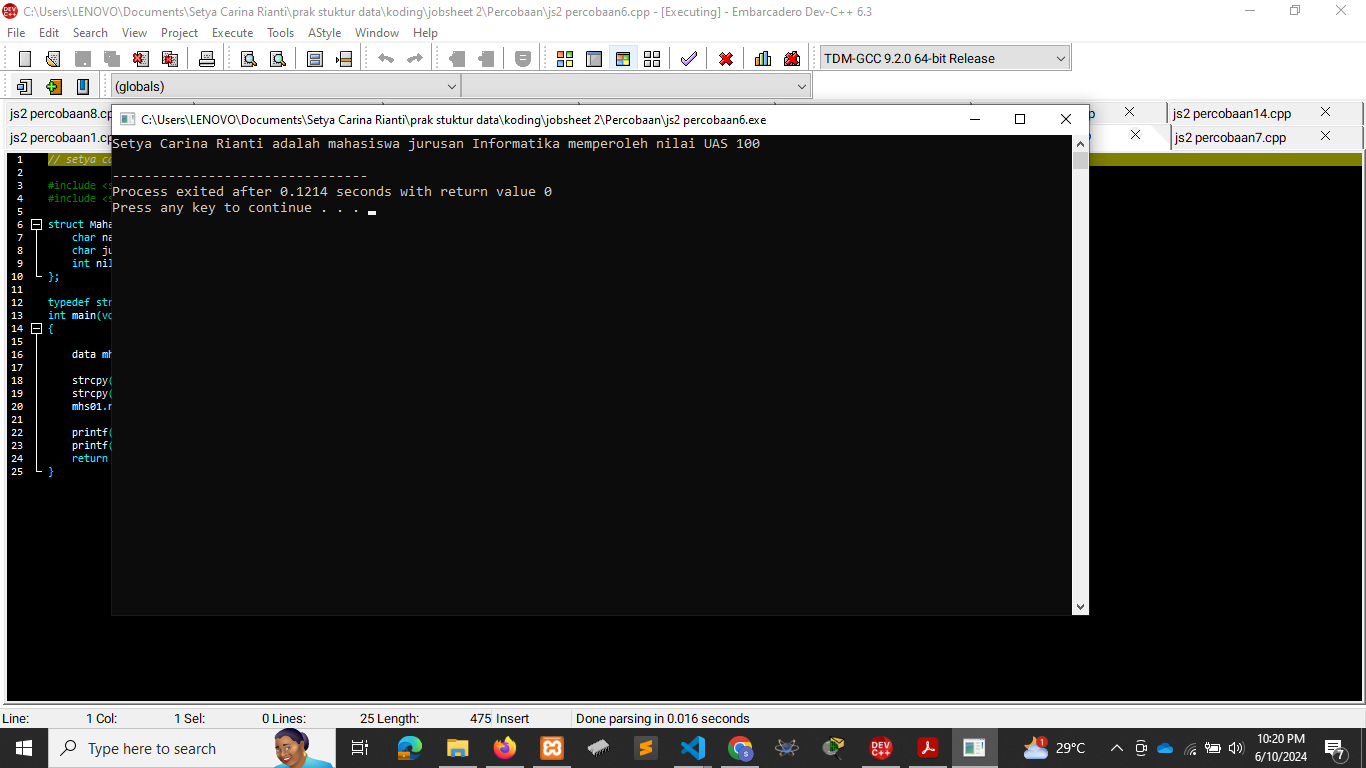 C:\Users\LENOVO\Documents\Setya Carina Rianti\prak stuktur data\koding\jobsheet 2\Percobaan\js2 percobaan6.cpp - [Executing] - Embarcadero Dev-C++ 6.3
File Edit Search View Project Execute Tools AStyle Window Help
TDM-GCC 9.2.0 64-bit Release
(globals)
js2 percobaan8.cp
p
js2 percobaan14.cpp
js2 percobaan1.cp
js2 percobaan7.cpp
C:\Users\LENOVO\Documents\Setya Carina Rianti\prak stuktur data\koding\jobsheet 2\Percobaan\js2 percobaan6.exe
Setya Carina Rianti adalah mahasiswa jurusan Informatika memperoleh nilai UAS 100
--------------------------------
Process exited after 0.1214 seconds with return value 0
Press any key to continue . . .
1 // setya ca
2
3 #include <s
4 #include <s
5
6 struct Maha
7 char na
8 char ju
9 int nil
10 };
11
12 typedef str
13 int main(vo
14 {
15
16 data mh
17
18 strcpy(
19 strcpy(
20 mhs01.n
21
22 printf(
23 printf(
24 return
25 }
Line: 1 Col: 1 Sel: 0 Lines: 25 Length: 475 Insert Done parsing in 0.016 seconds
Type here to search
DEV C++
1
29°C
10:20 PM
6/10/2024
7